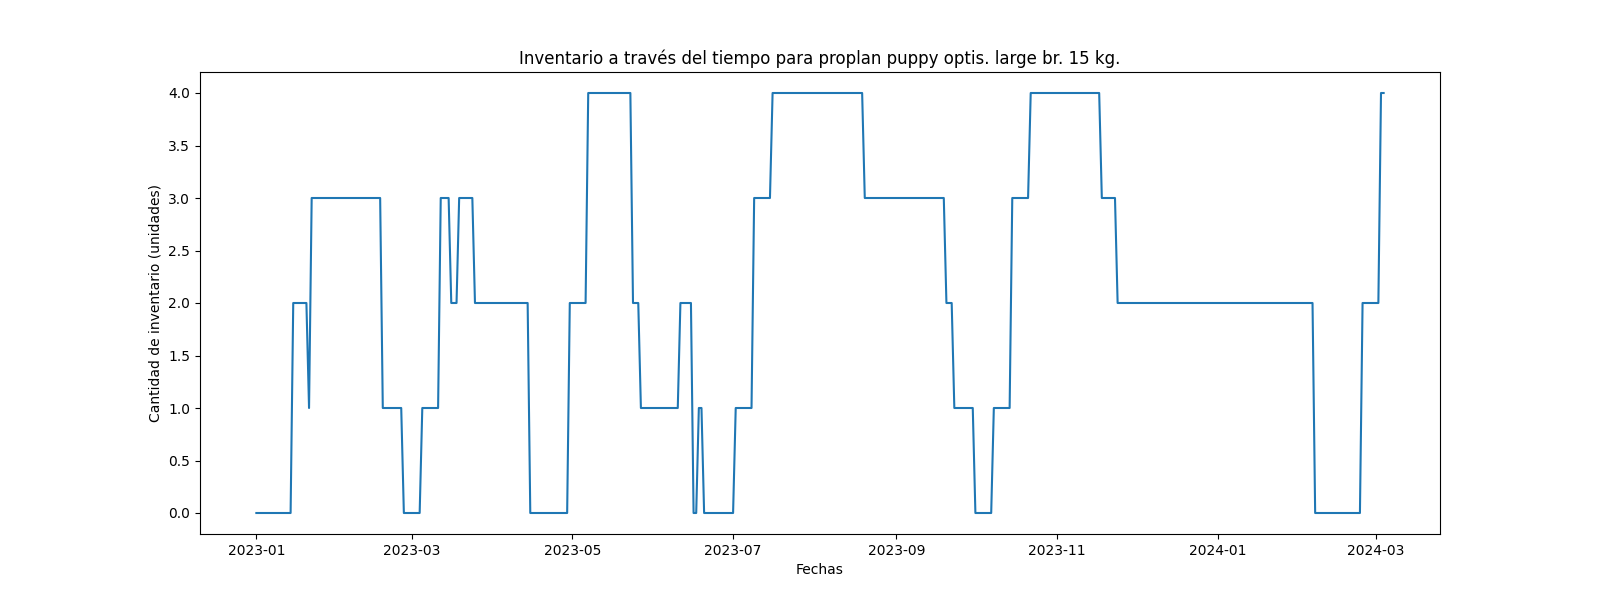 Inventario a través del tiempo para proplan puppy optis. large br. 15 kg.
Cantidad de inventario (unidades)
4.0
3.5
3.0
2.5
2.0
1.5
1.0
0.5
0.0
2023-01 2023-03 2023-05 2023-07 2023-09 2023-11 2024-01 2024-03
Fechas